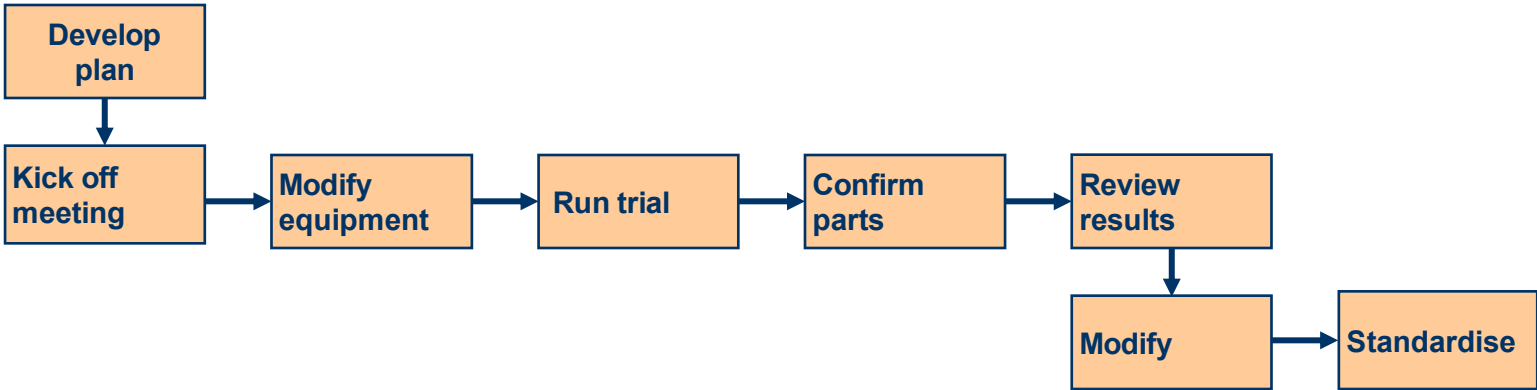 Develop
plan
Kick off
meeting
Modify
equipment
Run trial
Confirm
parts
Review
results
Modify
Standardise